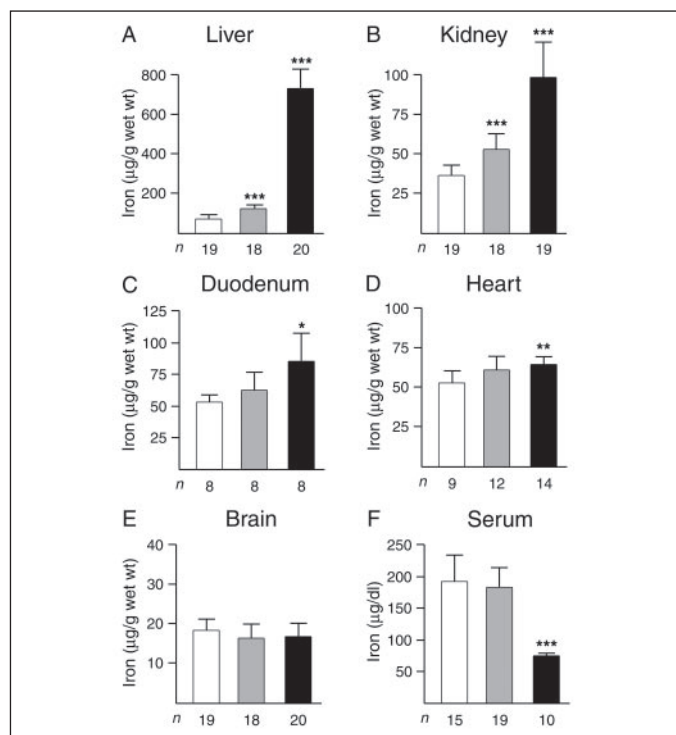 A Liver
Iron (µg/g wet wt)
800
600
400
200
***
***
n 19 18 20
B Kidney
Iron (µg/g wet wt)
100
75
50
25
***
***
n 19 18 19
C Duodenum
Iron (µg/g wet wt)
125
100
75
50
25
*
n 8 8 8
D Heart
Iron (µg/g wet wt)
100
75
50
25
**
n 9 12 14
E Brain
Iron (µg/g wet wt)
40
30
20
10
n 19 18 20
F Serum
Iron (µg/dl)
250
200
150
100
50
***
n 15 19 10